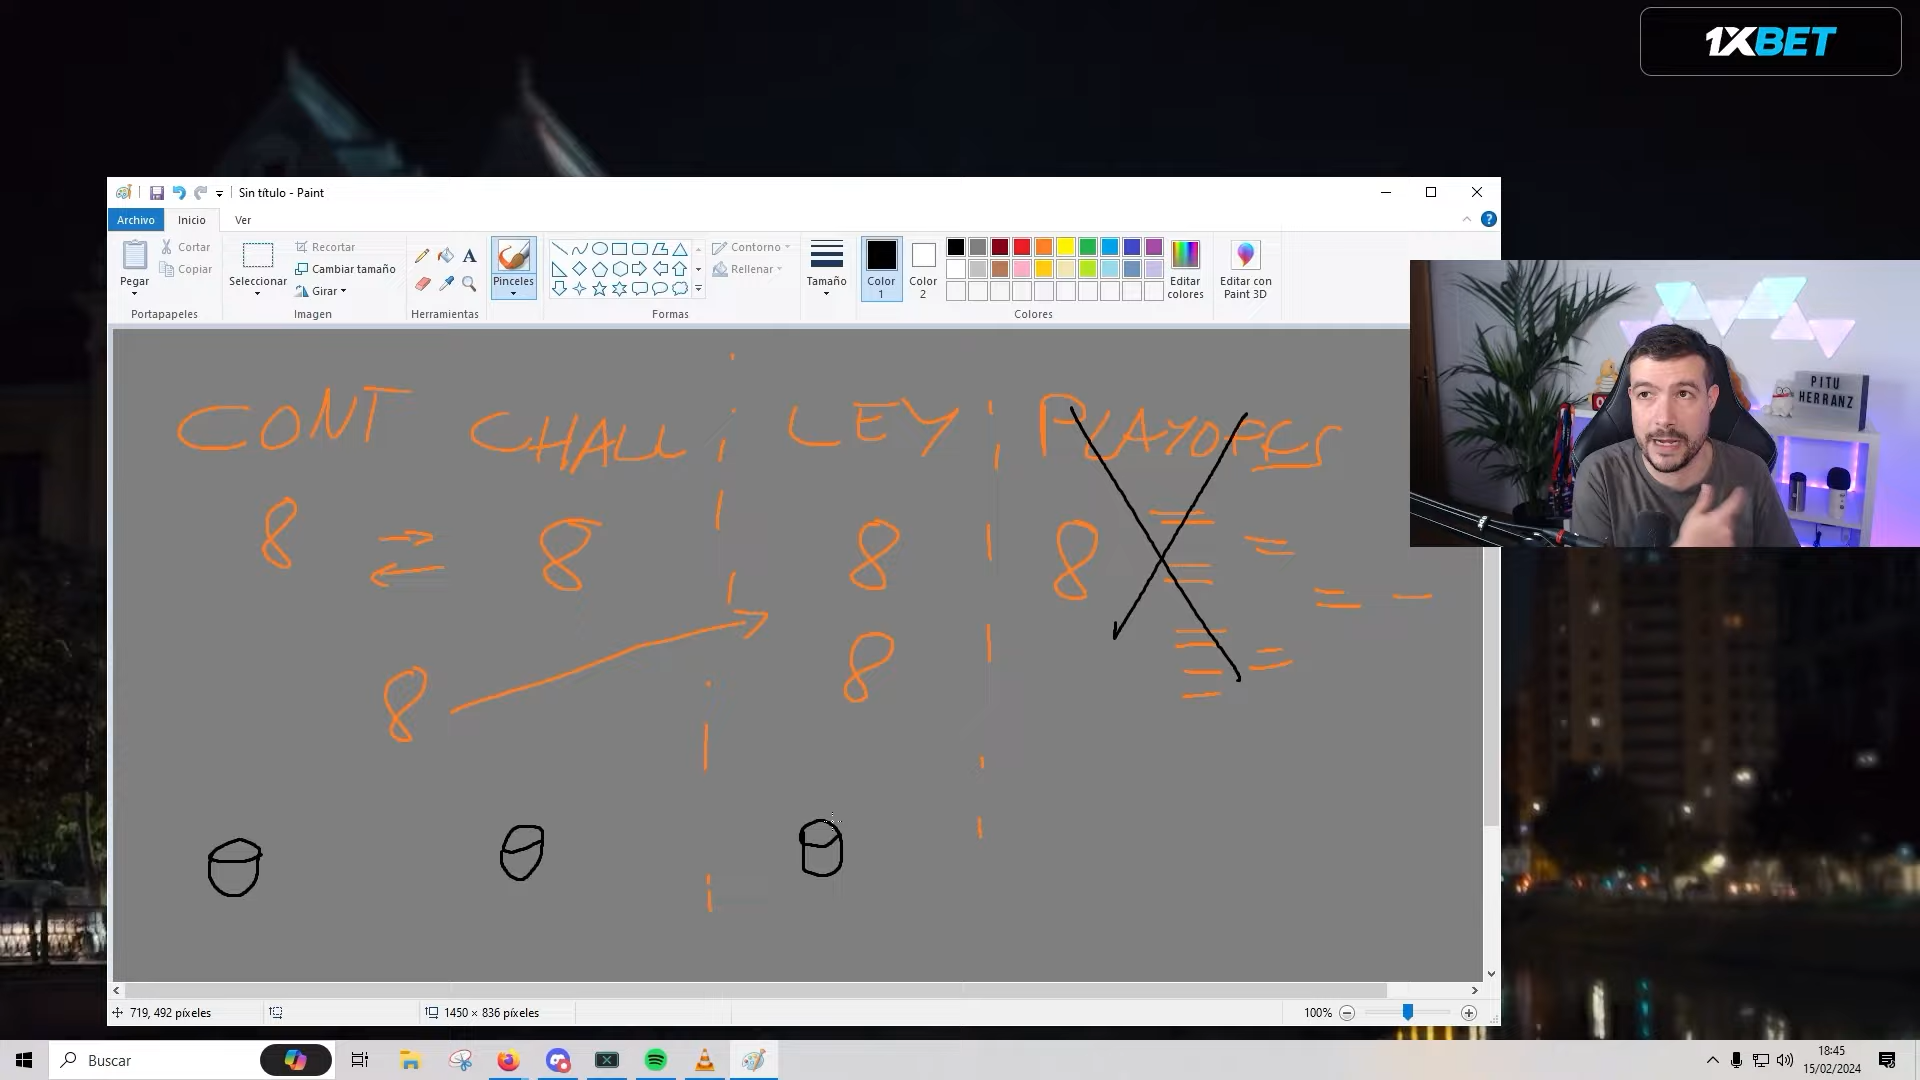 1XBET
Sin título - Paint
Archivo Inicio Ver
Pegar
Cortar
Copiar
Portapapeles
Seleccionar
Recortar
Cambiar tamaño
Girar
Imagen
A
Herramientas
Pinceles
Contorno
Rellenar
Formas
Tamaño
Color 1
Color 2
Editar colores
Editar con Paint 3D
Colores
PITU
HERRANZ
CONT CHALL LEY PLAYOFFS
8 8 8 8
8 8
719, 492 píxeles 1450 × 836 píxeles 100%
Buscar
18:45
15/02/2024